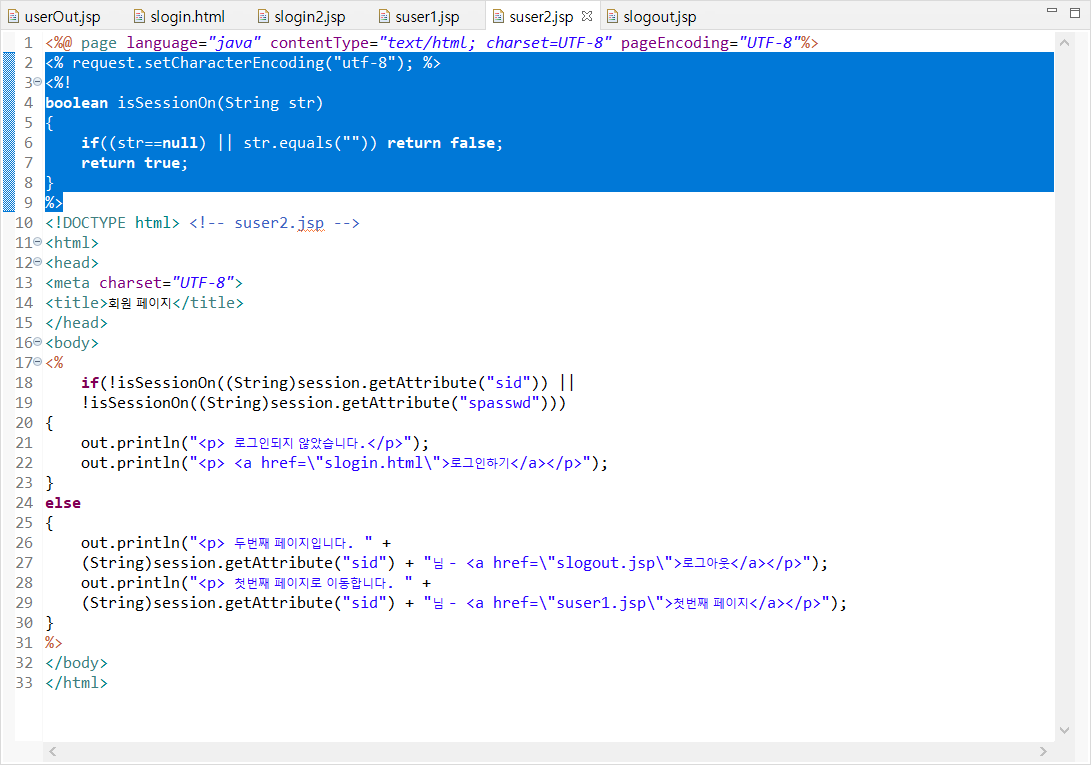 userOut.jsp slogin.html slogin2.jsp suser1.jsp suser2.jsp slogout.jsp
1 <%@ page language="java" contentType="text/html; charset=UTF-8" pageEncoding="UTF-8"%>
2 <% request.setCharacterEncoding("utf-8"); %>
3 <%!
4 boolean isSessionOn(String str)
5 {
6     if((str==null) || str.equals("")) return false;
7     return true;
8 }
9 %>
10 <!DOCTYPE html> <!-- suser2.jsp -->
11 <html>
12 <head>
13 <meta charset="UTF-8">
14 <title>회원 페이지</title>
15 </head>
16 <body>
17 <%
18     if(!isSessionOn((String)session.getAttribute("sid")) ||
19     !isSessionOn((String)session.getAttribute("spasswd")))
20 {
21     out.println("<p> 로그인되지 않았습니다.</p>");
22     out.println("<p> <a href=\"slogin.html\">로그인하기</a></p>");
23 }
24 else
25 {
26     out.println("<p> 두번째 페이지입니다. " +
27     (String)session.getAttribute("sid") + "님 - <a href=\"slogout.jsp\">로그아웃</a></p>");
28     out.println("<p> 첫번째 페이지로 이동합니다. " +
29     (String)session.getAttribute("sid") + "님 - <a href=\"suser1.jsp\">첫번째 페이지</a></p>");
30 }
31 %>
32 </body>
33 </html>